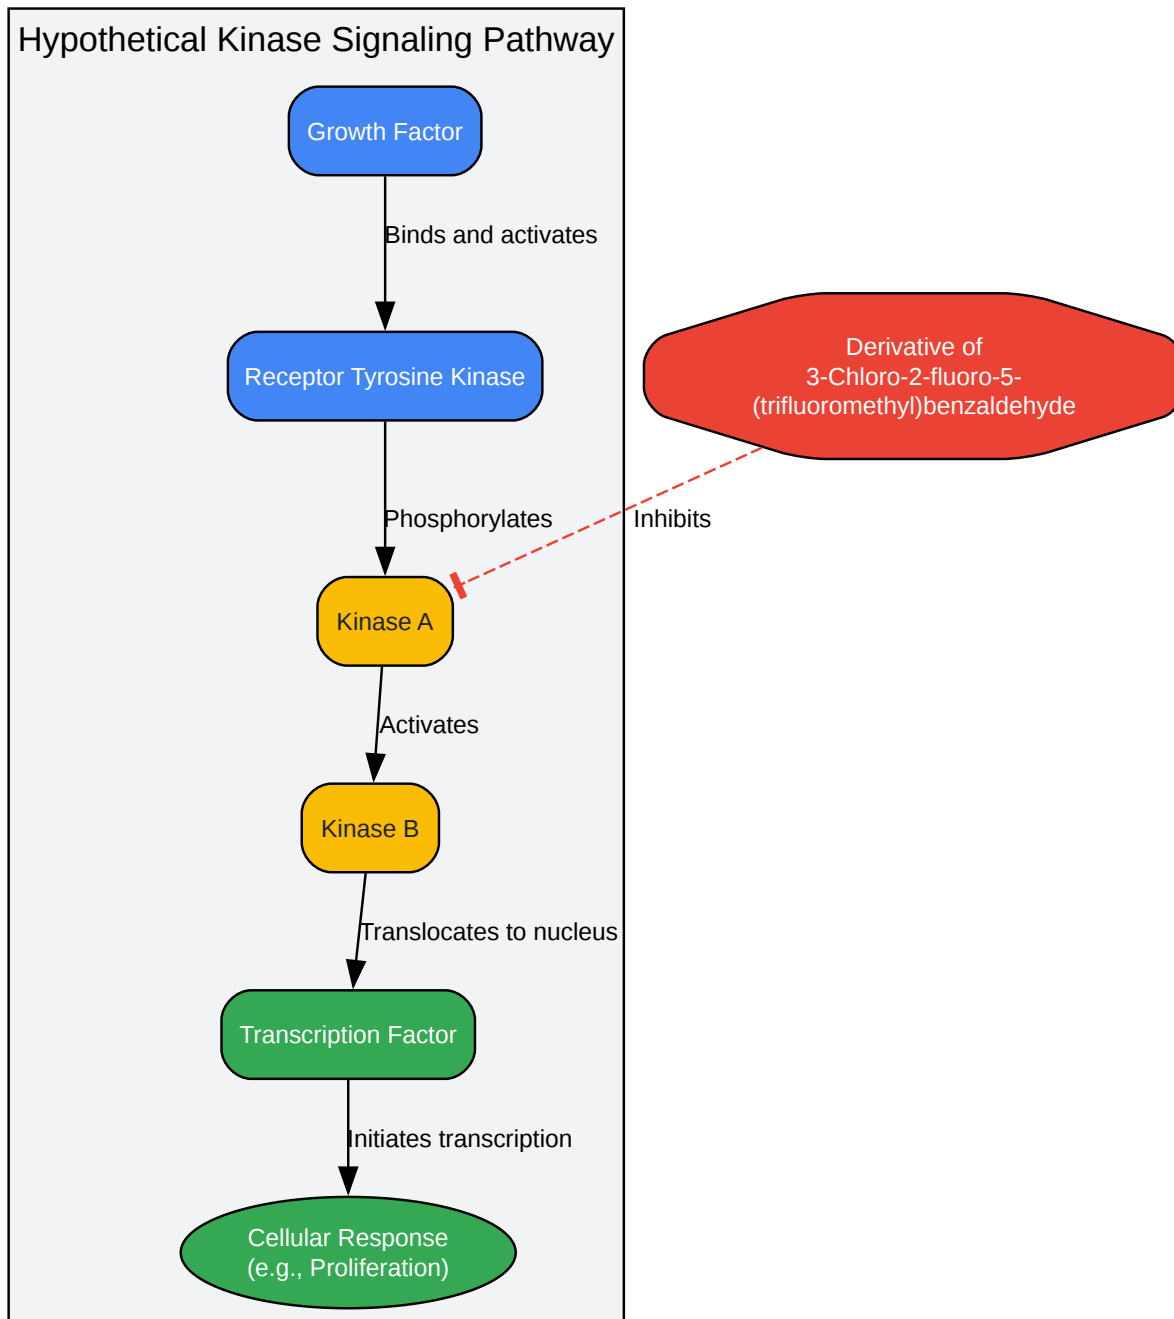 Hypothetical Kinase Signaling Pathway
Growth Factor
Binds and activates
Receptor Tyrosine Kinase
Derivative of
3-Chloro-2-fluoro-5-
(trifluoromethyl)benzaldehyde
Phosphorylates
Inhibits
Kinase A
Activates
Kinase B
Translocates to nucleus
Transcription Factor
Initiates transcription
Cellular Response
(e.g., Proliferation)